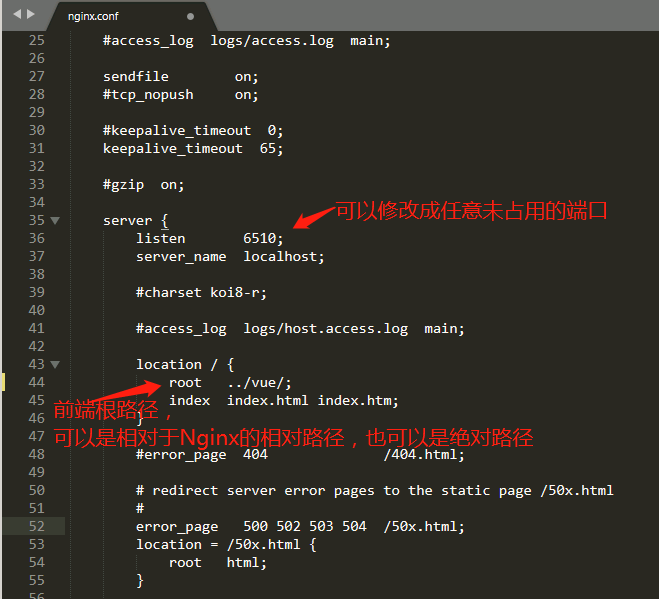 nginx.conf
25 #access_log  logs/access.log  main;
26
27 sendfile        on;
28 #tcp_nopush     on;
29
30 #keepalive_timeout  0;
31 keepalive_timeout  65;
32
33 #gzip  on;
34
可以修改成任意未占用的端口
35 server {
36 listen       6510;
37 server_name  localhost;
38
39 #charset koi8-r;
40
41 #access_log  logs/host.access.log  main;
42
43 location / {
44 root   ../vue/;
前端根路径，
45 index  index.html index.htm;
46 }
可以是相对于Nginx的相对路径，也可以是绝对路径
47
48 #error_page  404              /404.html;
49
50 # redirect server error pages to the static page /50x.html
51 #
52 error_page   500 502 503 504  /50x.html;
53 location = /50x.html {
54 root   html;
55 }
56